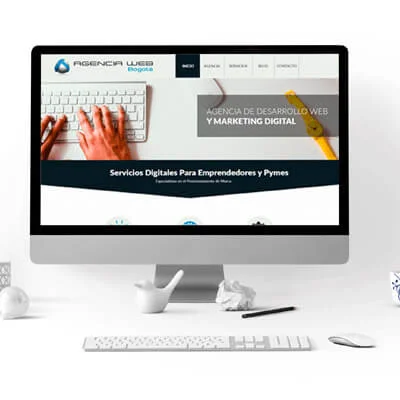 AGENCIA WEB
Bogota
INICIO AGENCIA SERVICIOS BLOG CONTACTO
AGENCIA DE DESARROLLO WEB
Y MARKETING DIGITAL
Servicios Digitales Para Emprendedores y Pymes
Especialistas en el Posicionamiento de Marca